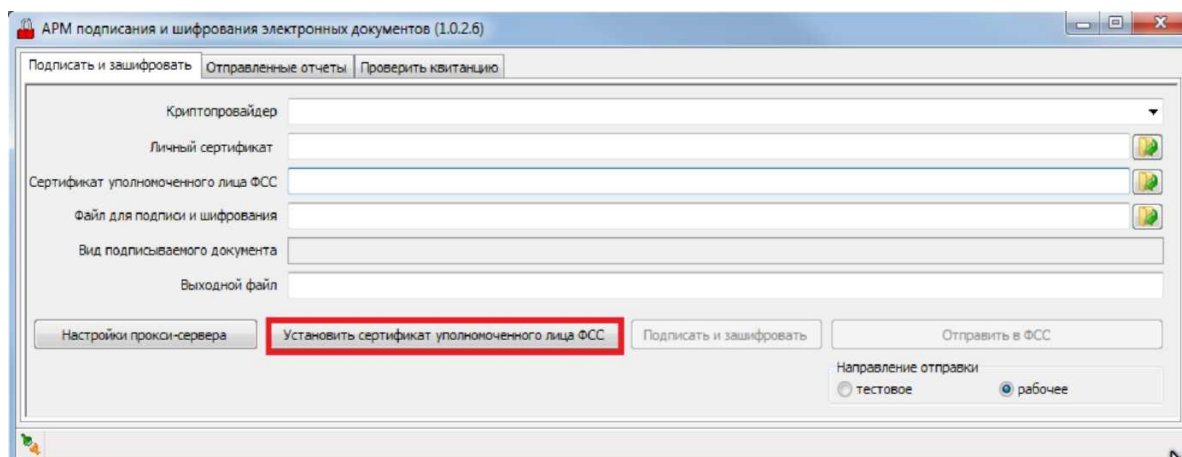 АРМ подписания и шифрования электронных документов (1.0.2.6)
Подписать и зашифровать Отправленные отчеты Проверить квитанцию
Криптопровайдер
Личный сертификат
Сертификат уполномоченного лица ФСС
Файл для подписи и шифрования
Вид подписываемого документа
Выходной файл
Настройки прокси-сервера Установить сертификат уполномоченного лица ФСС Подписать и зашифровать Отправить в ФСС
Направление отправки
тестовое рабочее